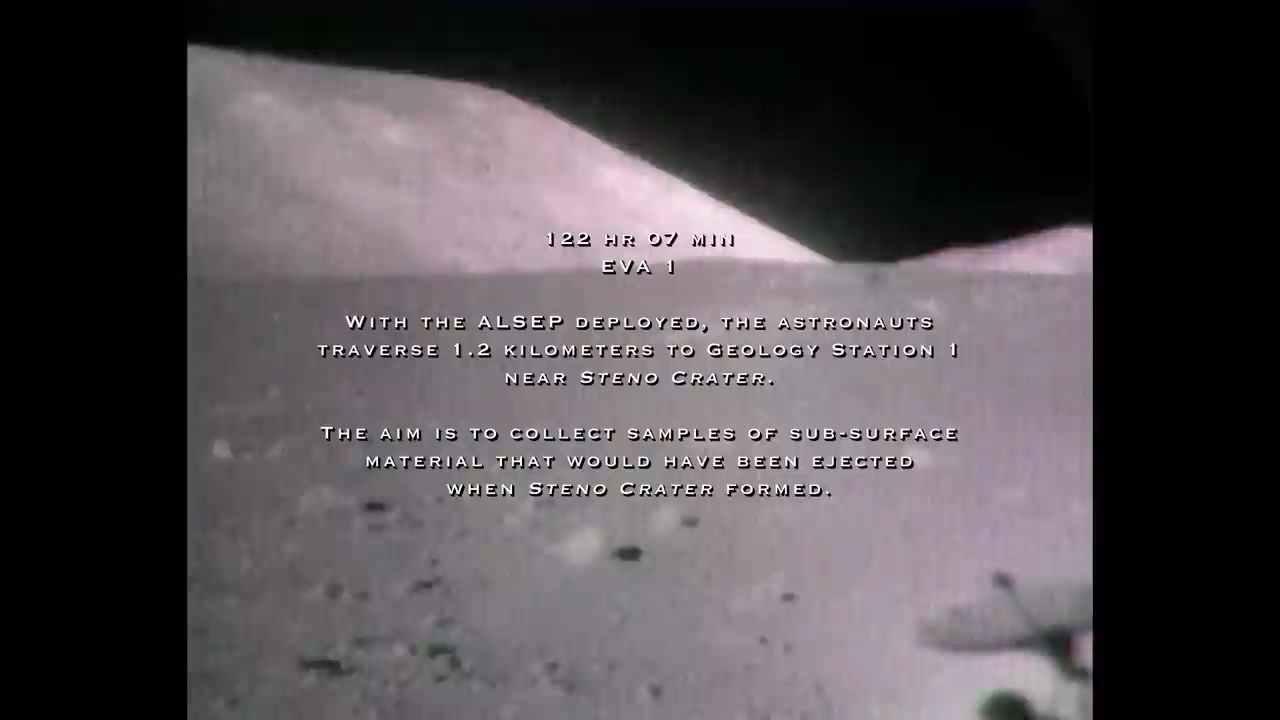 122 HR 07 MIN
EVA 1
WITH THE ALSEP DEPLOYED, THE ASTRONAUTS
TRAVERSE 1.2 KILOMETERS TO GEOLOGY STATION 1
NEAR STENO CRATER.
THE AIM IS TO COLLECT SAMPLES OF SUB-SURFACE
MATERIAL THAT WOULD HAVE BEEN EJECTED
WHEN STENO CRATER FORMED.